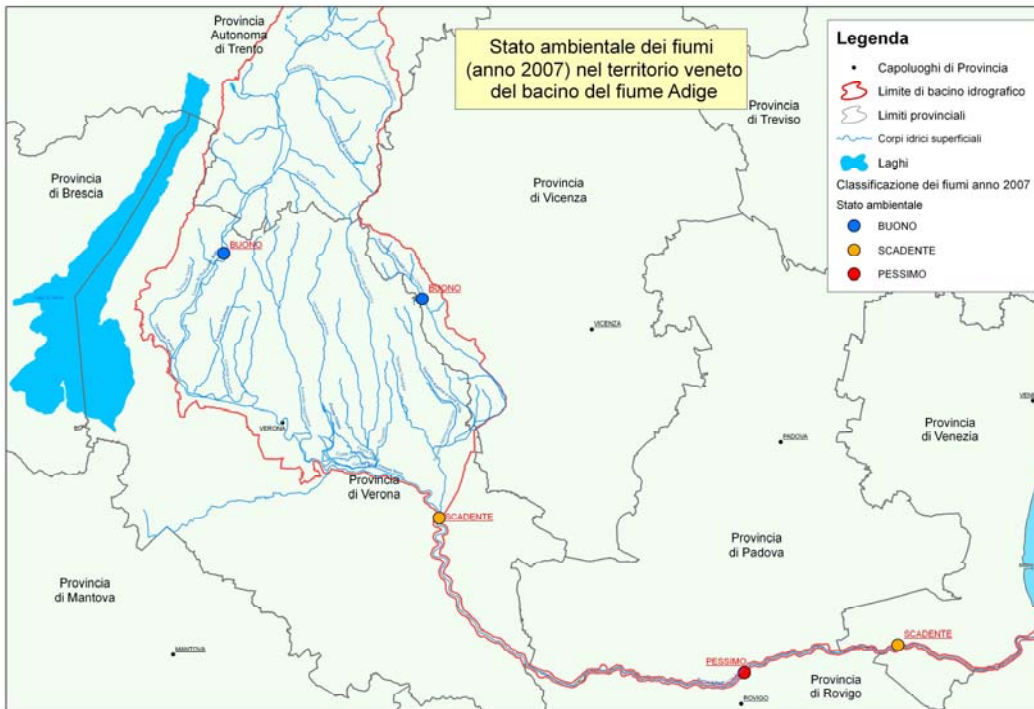 Stato ambientale dei fiumi
(anno 2007) nel territorio veneto
del bacino del fiume Adige
Legenda
Capoluoghi di Provincia
Limite di bacino idrografico
Limiti provinciali
Corpi idrici superficiali
Laghi
Classificazione dei fiumi anno 2007
Stato ambientale
BUONO
SCADENTE
PESSIMO
Provincia
Autonoma
di Trento
Provincia
di Treviso
Provincia
di Brescia
Provincia
di Vicenza
BUONO
BUONO
VICENZA
VERONA
PADOVA
Provincia
di Venezia
Provincia
di Verona
SCADENTE
Provincia
di Padova
Provincia
di Mantova
MANTOVA
SCADENTE
PESSIMO
Provincia
di Rovigo
ROVIGO